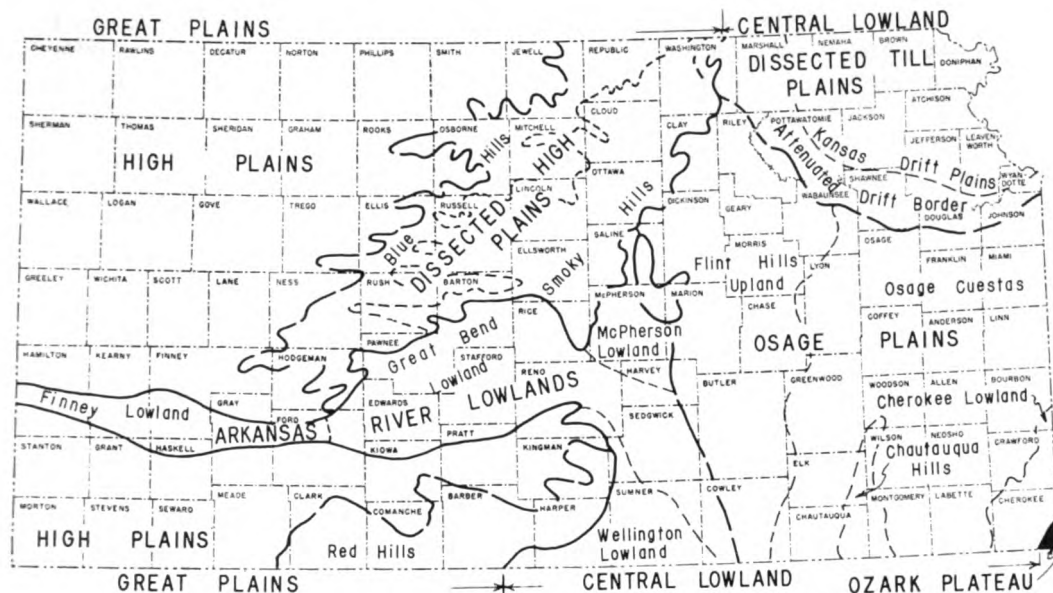 GREAT PLAINS CENTRAL LOWLAND
CHEYENNE RAWLINS DECATUR NORTON PHILLIPS SMITH JEWELL REPUBLIC WASHINGTON MARSHALL NEMAHA BROWN
DISSECTED TILL PLAINS
DONIPHAN
SHERMAN THOMAS SHERIDAN GRAHAM ROOKS OSBORNE MITCHELL CLOUD CLAY RILEY POTTAWATOMIE JACKSON ATCHISON
JEFFERSON LEAVEN WORTH
HIGH PLAINS
Blue Hills
DISSECTED HIGH PLAINS
Kansas Drift Plains
Attenuated Drift Border
OTTAWA
LINCOLN
SHAWNEE WYAN DOTTE
WALLACE LOGAN GOVE TREGO ELLIS RUSSELL DICKINSON GEARY WABAUNSEE DOUGLAS JOHNSON
SALINE
ELLSWORTH
Smoky Hills
MORRIS
Flint Hills
Upland
LYON OSAGE
FRANKLIN MIAMI
Osage Cuestas
GREELEY WICHITA SCOTT LANE NESS RUSH BARTON
RICE McPHERSON MARION CHASE
COFFEY ANDERSON LINN
PAWNEE
Great Bend
Lowland
STAFFORD
McPherson
Lowland
OSAGE PLAINS
HAMILTON KEARNY FINNEY HODGEMAN
RENO HARVEY BUTLER GREENWOOD WOODSON ALLEN BOURBON
Cherokee Lowland
Finney Lowland
GRAY FORD EDWARDS
ARKANSAS RIVER LOWLANDS
SEDGWICK
PRATT
STANTON GRANT HASKELL KIOWA KINGMAN
ELK WILSON NEOSHO CRAWFORD
Chautauqua
Hills
MEADE CLARK BARBER
MORTON STEVENS SEWARD COMANCHE HARPER SUMNER COWLEY
CHAUTAUQUA MONTGOMERY LABETTE CHEROKEE
HIGH PLAINS
Red Hills
Wellington
Lowland
GREAT PLAINS CENTRAL LOWLAND OZARK PLATEAU